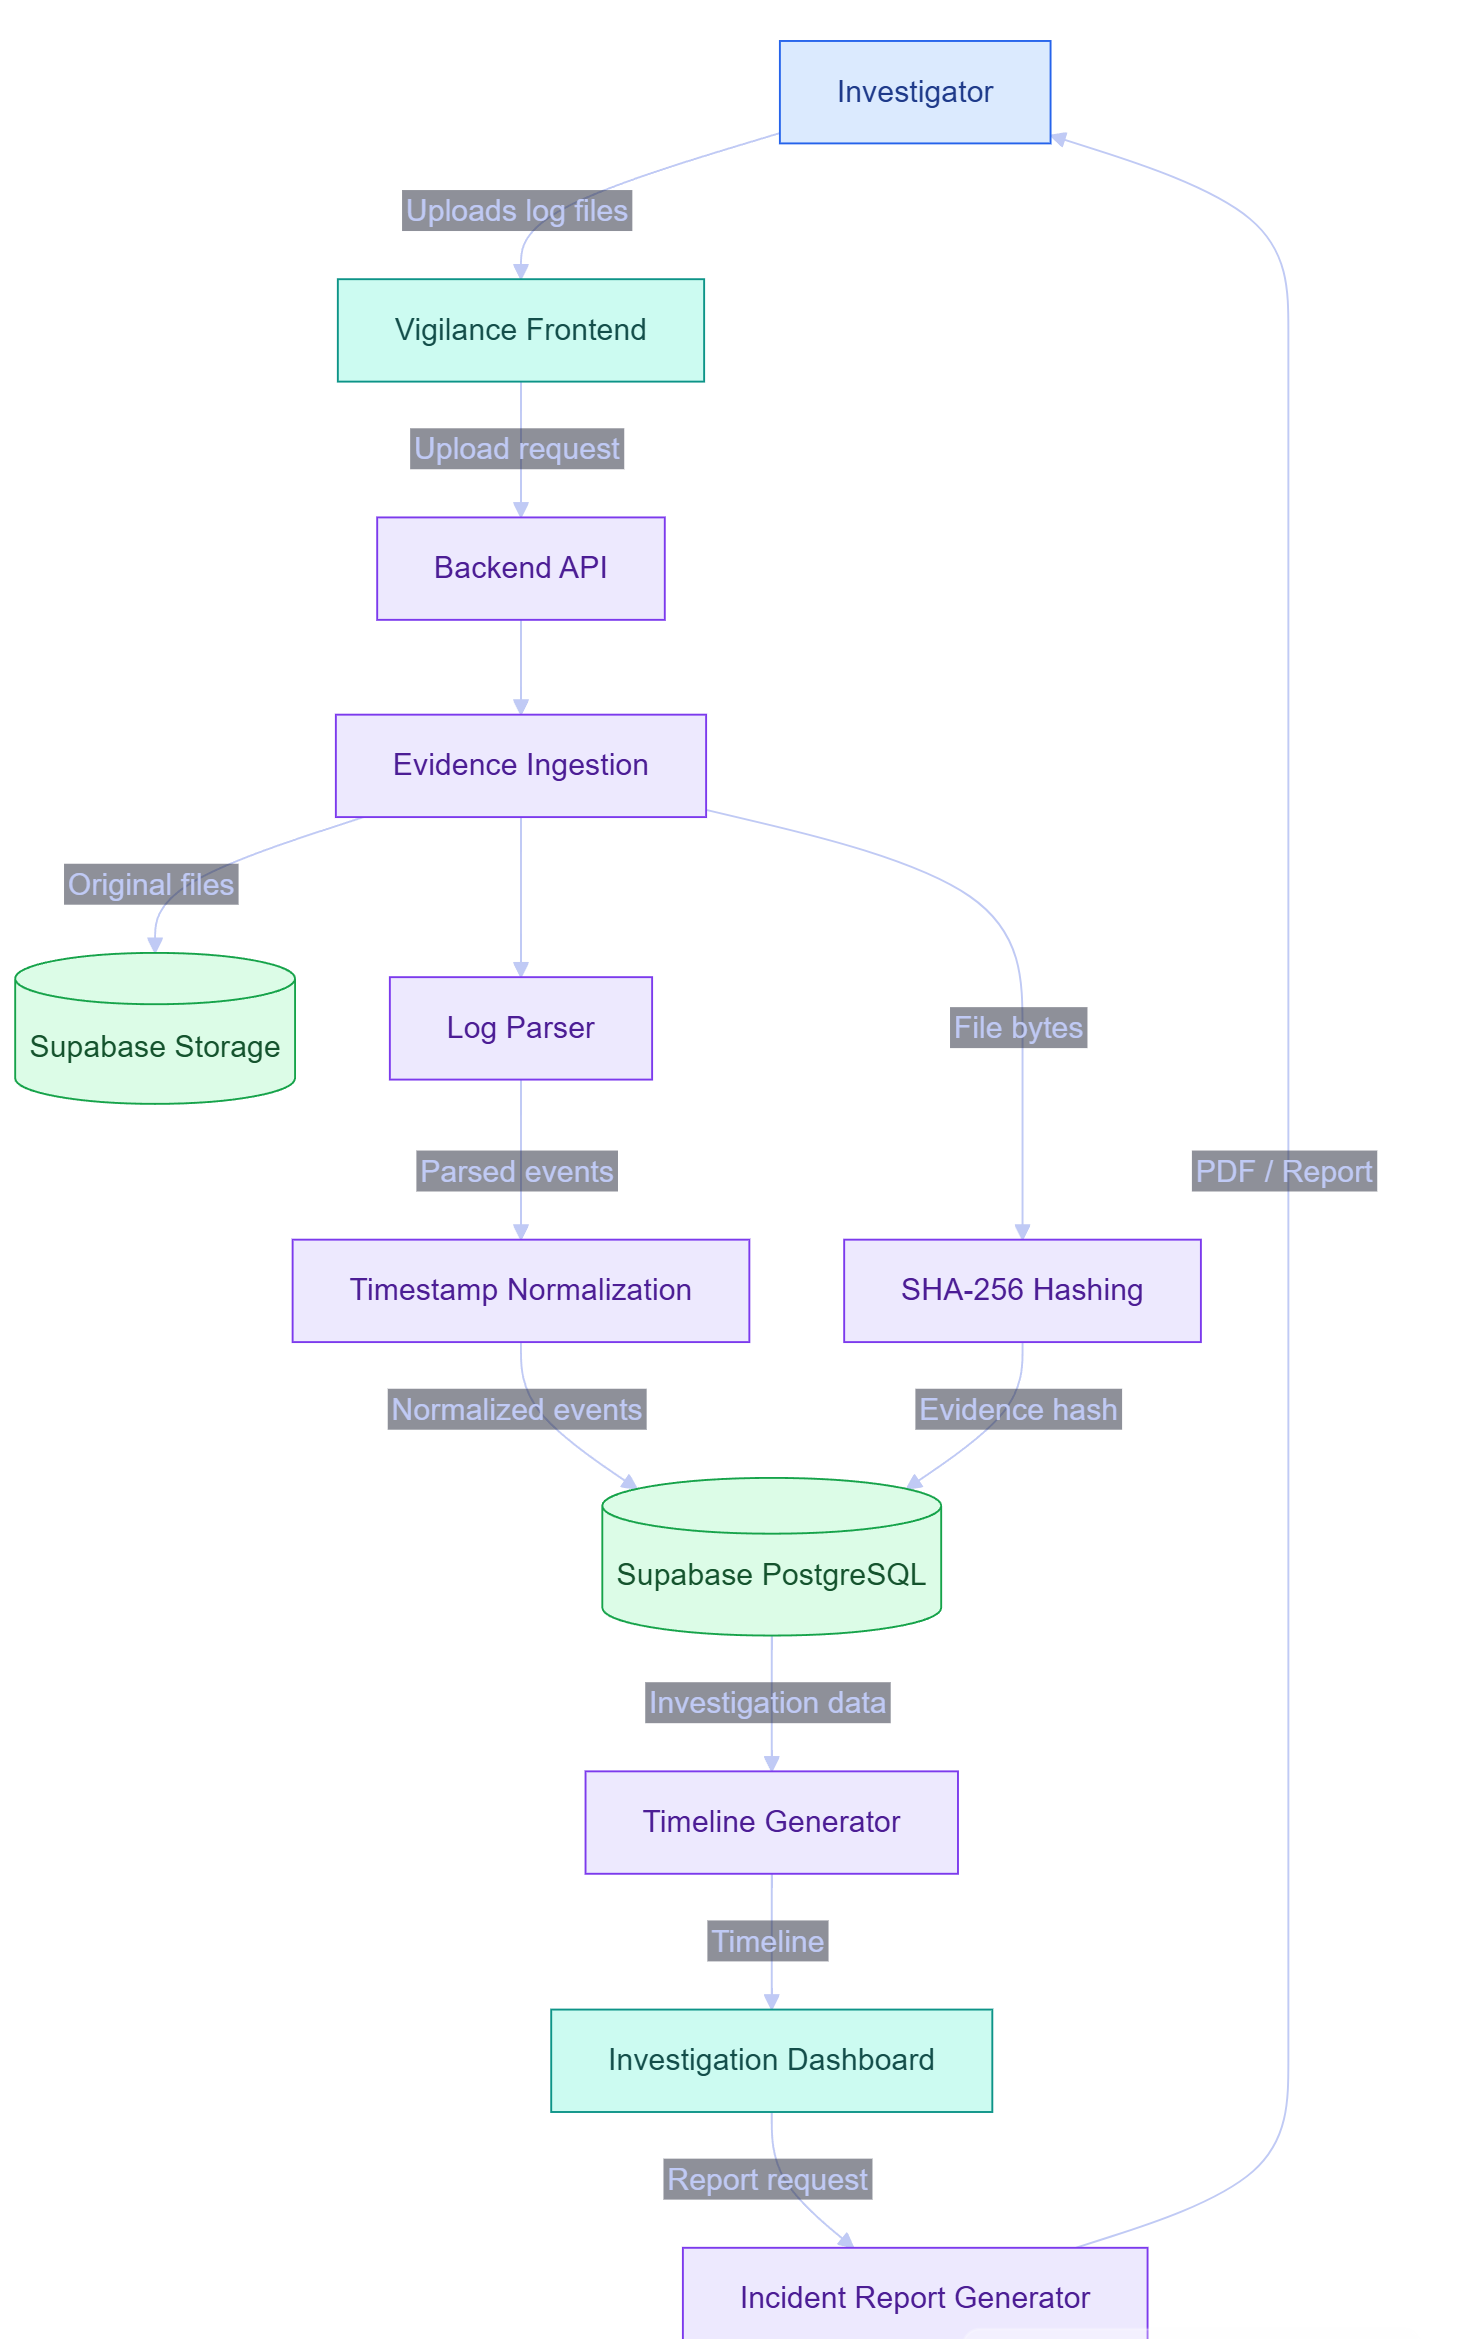 Investigator
Uploads log files
Vigilance Frontend
Upload request
Backend API
Evidence Ingestion
Original files
Supabase Storage
Log Parser
File bytes
Parsed events
PDF / Report
Timestamp Normalization
SHA-256 Hashing
Normalized events
Evidence hash
Supabase PostgreSQL
Investigation data
Timeline Generator
Timeline
Investigation Dashboard
Report request
Incident Report Generator